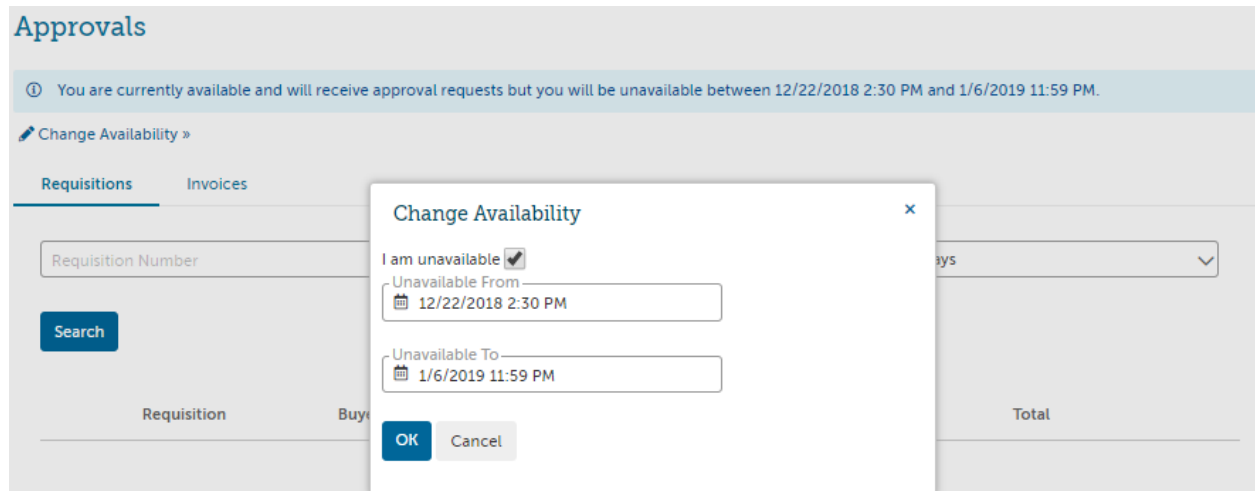 Approvals
You are currently available and will receive approval requests but you will be unavailable between 12/22/2018 2:30 PM and 1/6/2019 11:59 PM.
Change Availability »
Requisitions Invoices
Change Availability ×
Requisition Number
I am unavailable
Unavailable From
12/22/2018 2:30 PM
Search
Unavailable To
1/6/2019 11:59 PM
Requisition Total
OK Cancel